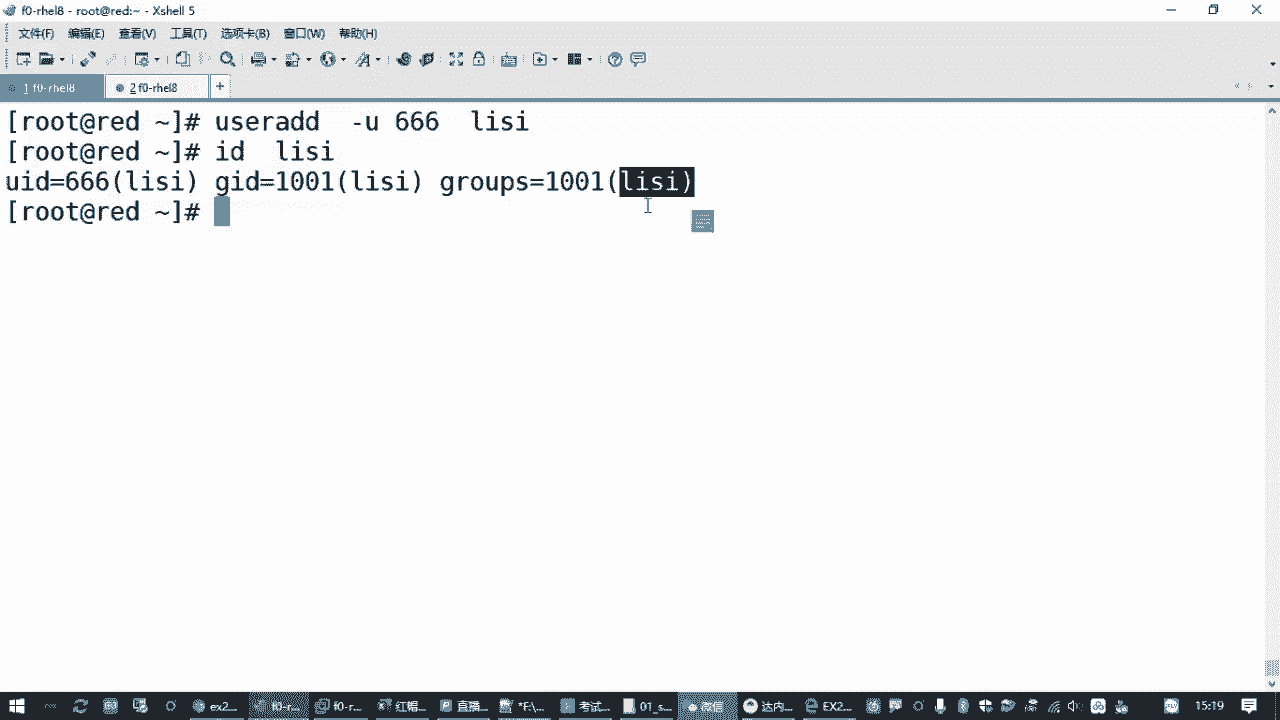 f0-rhel8 - root@red:~ - Xshell 5
文件(F) 编辑(E) 查看(V) 工具(T) 选项卡(B) 窗口(W) 帮助(H)
1 f0-rhel8 2 f0-rhel8 +
[root@red ~]# useradd -u 666 lisi
[root@red ~]# id lisi
uid=666(lisi) gid=1001(lisi) groups=1001(lisi)
[root@red ~]#
ex2... f0-r... f0-r... 红帽... 直播... *F:\... 考试... 01_s... 微信 达内... EX2... 15:19